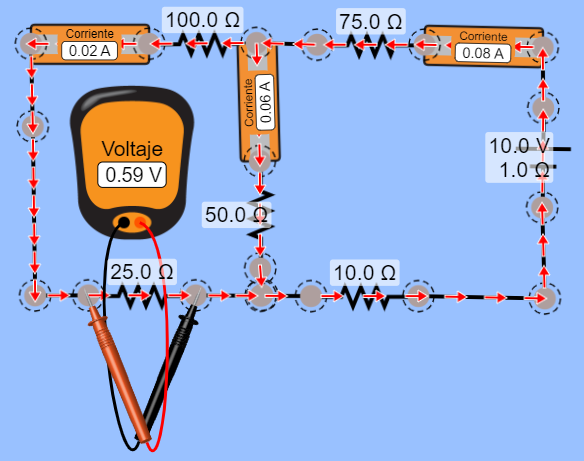 100.0 Ω
75.0 Ω
Corriente
0.02 A
Corriente
0.08 A
Corriente
0.06 A
Voltaje
0.59 V
10.0 V
1.0 Ω
50.0 Ω
25.0 Ω
10.0 Ω